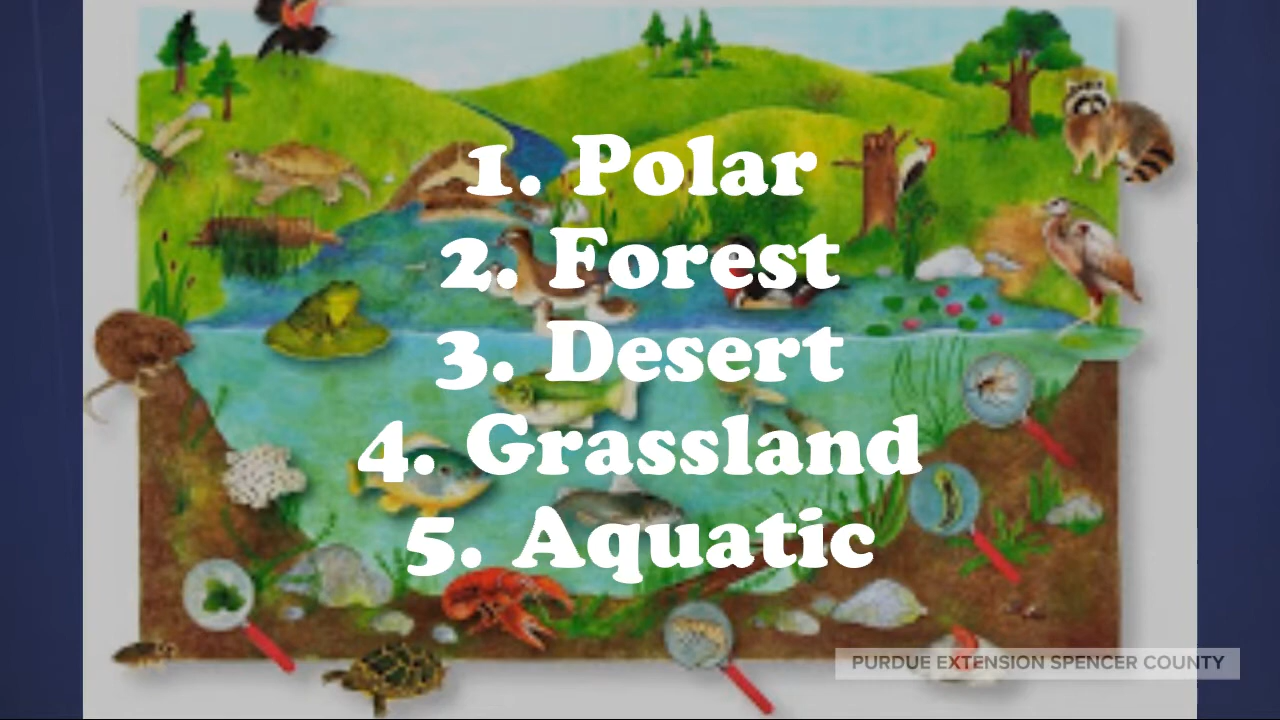 1. Polar
2. Forest
3. Desert
4. Grassland
5. Aquatic
PURDUE EXTENSION SPENCER COUNTY